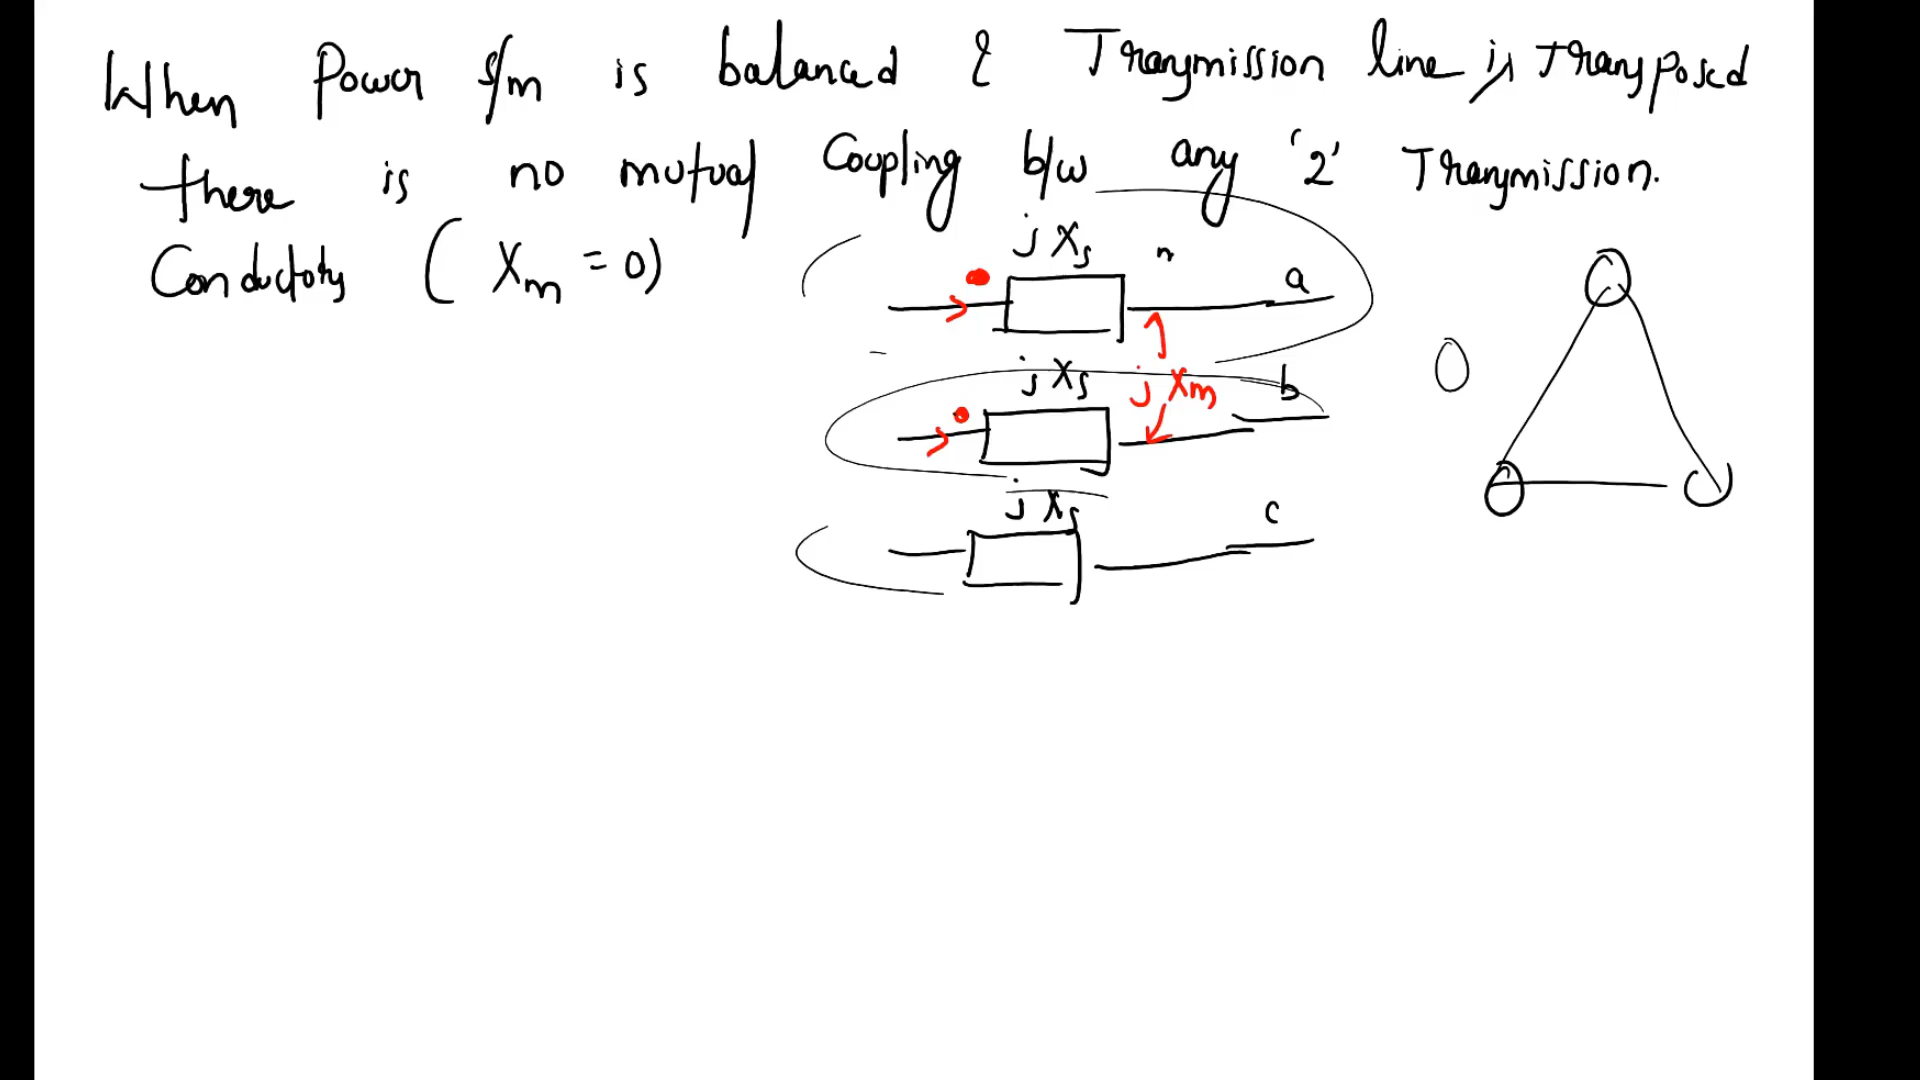 When Power s/m is balanced & Transmission line is transposed
there is no mutual Coupling b/w any '2' Transmission.
Conductors ( Xm = 0)
j Xs
a
j Xs
j Xm
b
j Xs
c